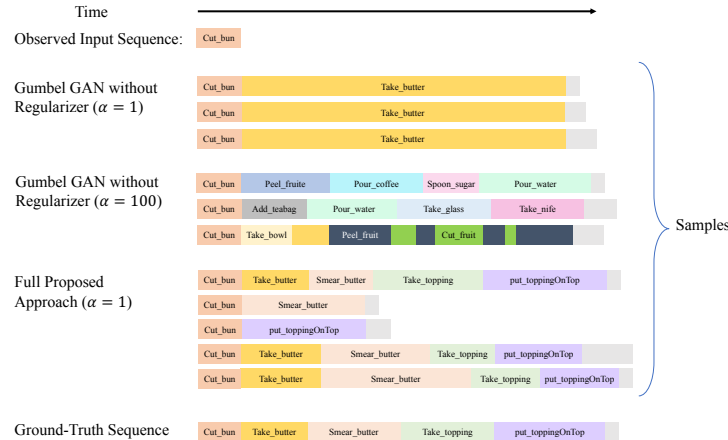 Time
Observed Input Sequence: Cut_bun
Gumbel GAN without
Regularizer (α = 1)
Cut_bun Take_butter
Cut_bun Take_butter
Cut_bun Take_butter
Gumbel GAN without
Regularizer (α = 100)
Cut_bun Peel_fruite Pour_coffee Spoon_sugar Pour_water
Cut_bun Add_teabag Pour_water Take_glass Take_nife
Cut_bun Take_bowl Peel_fruit Cut_fruit
Samples
Full Proposed
Approach (α = 1)
Cut_bun Take_butter Smear_butter Take_topping put_toppingOnTop
Cut_bun Smear_butter
Cut_bun put_toppingOnTop
Cut_bun Take_butter Smear_butter Take_topping put_toppingOnTop
Cut_bun Take_butter Smear_butter Take_topping put_toppingOnTop
Ground-Truth Sequence Cut_bun Take_butter Smear_butter Take_topping put_toppingOnTop